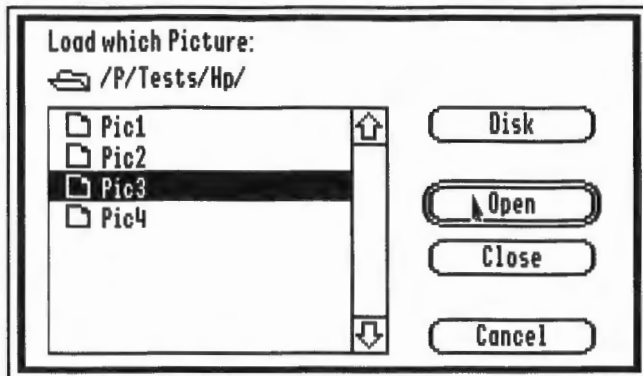 Load which Picture:
/P/Tests/Hp/
Pic1
Pic2
Pic3
Pic4
Disk
Open
Close
Cancel